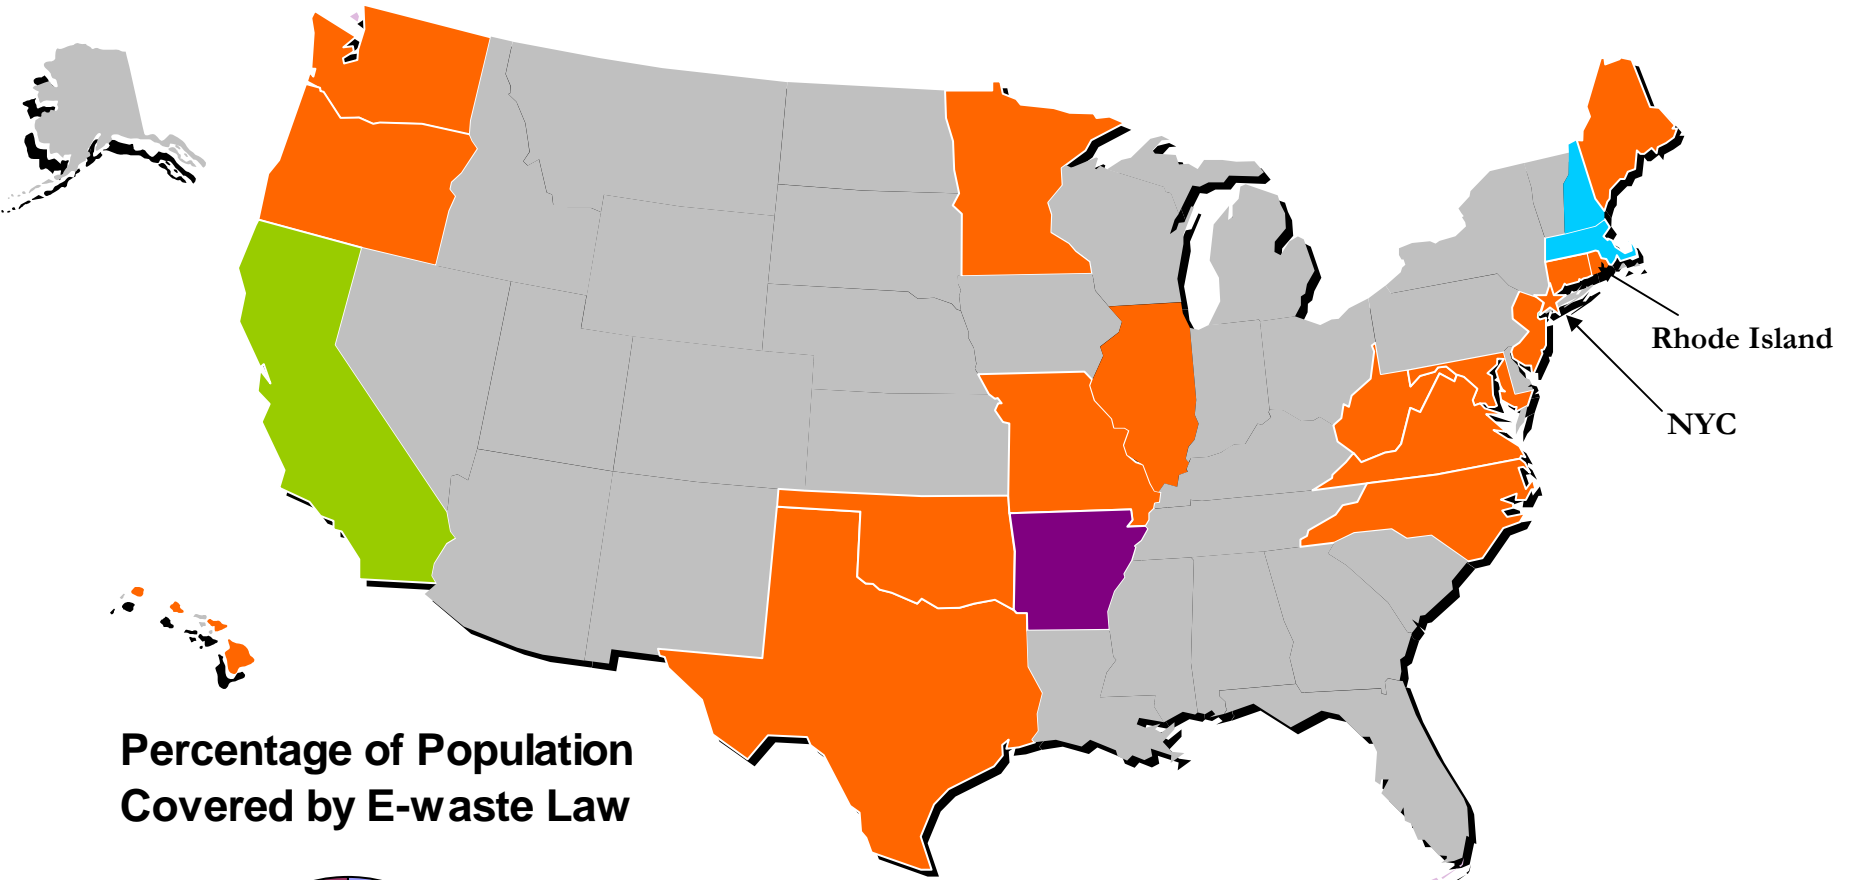 Rhode Island
NYC
Percentage of Population
Covered by E-waste Law